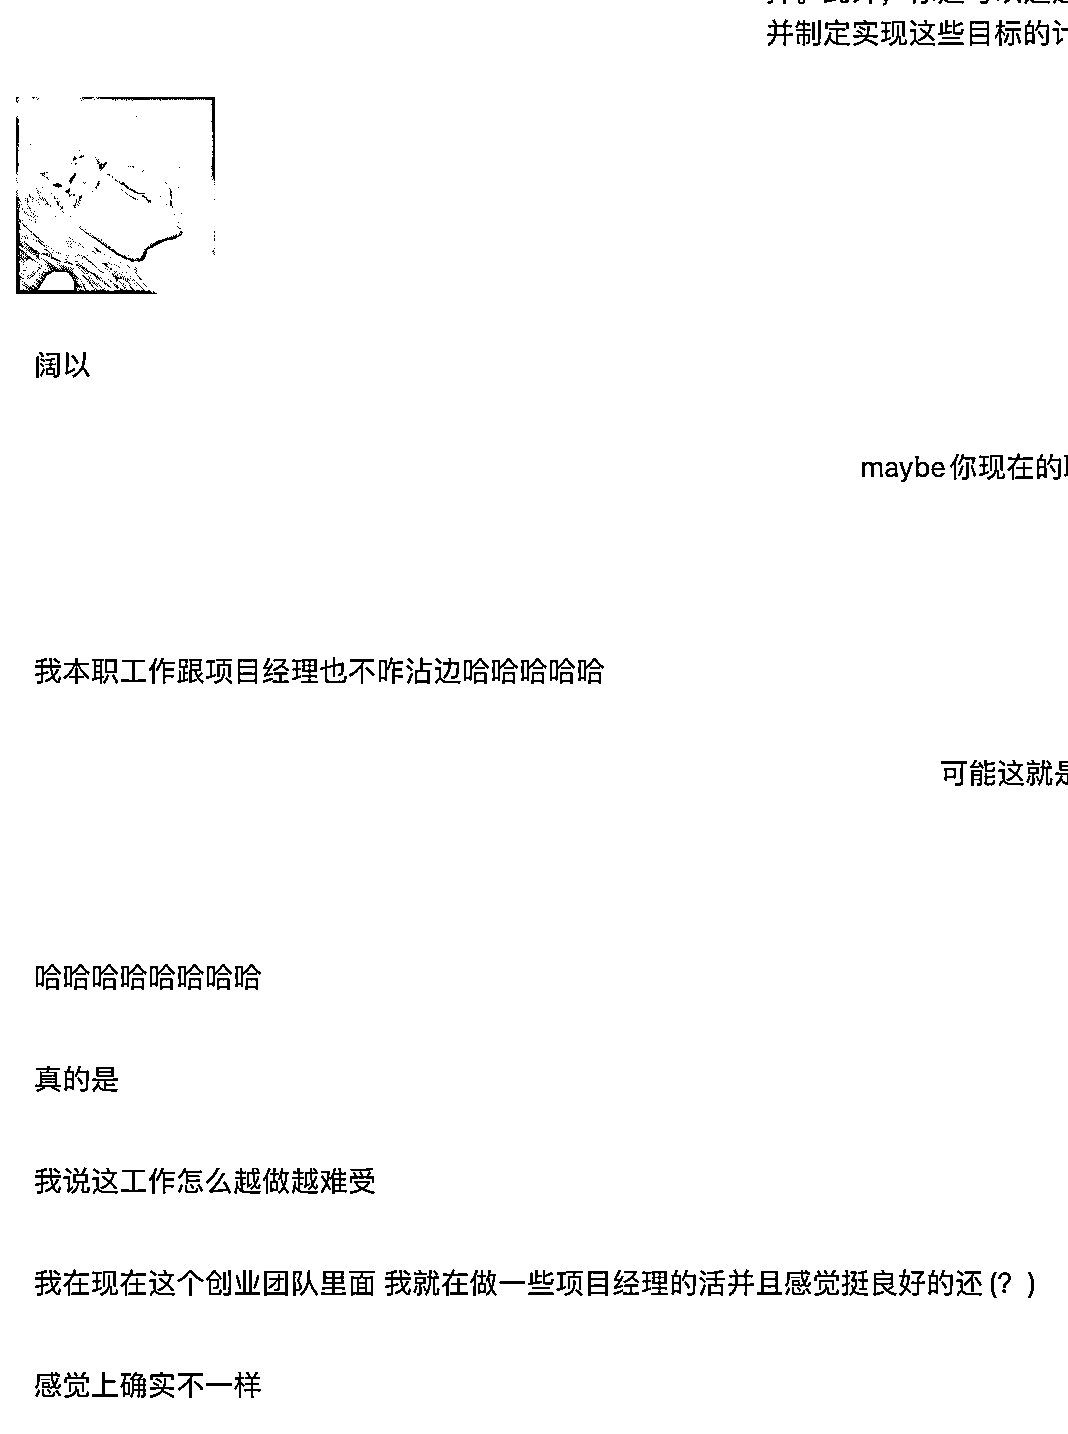 并制定实现这些目标的计
阔以
maybe你现在的
我本职工作跟项目经理也不咋沾边哈哈哈哈哈
可能这就是
哈哈哈哈哈哈哈哈
真的是
我说这工作怎么越做越难受
我在现在这个创业团队里面 我就在做一些项目经理的活并且感觉挺良好的还(？)
感觉上确实不一样